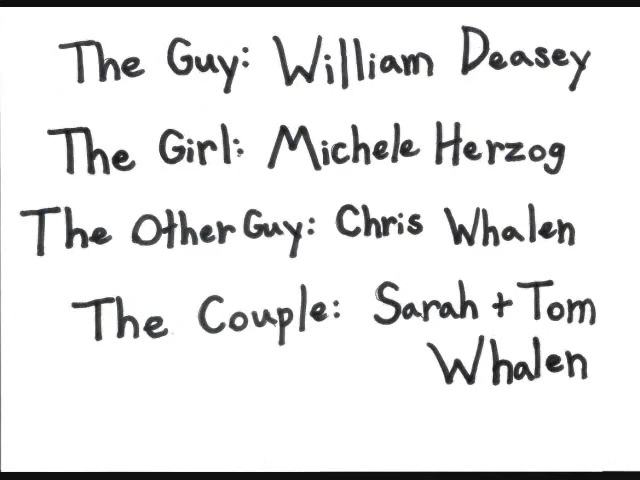 The Guy: William Deasey
The Girl: Michele Herzog
The Other Guy: Chris Whalen
The Couple: Sarah + Tom
Whalen